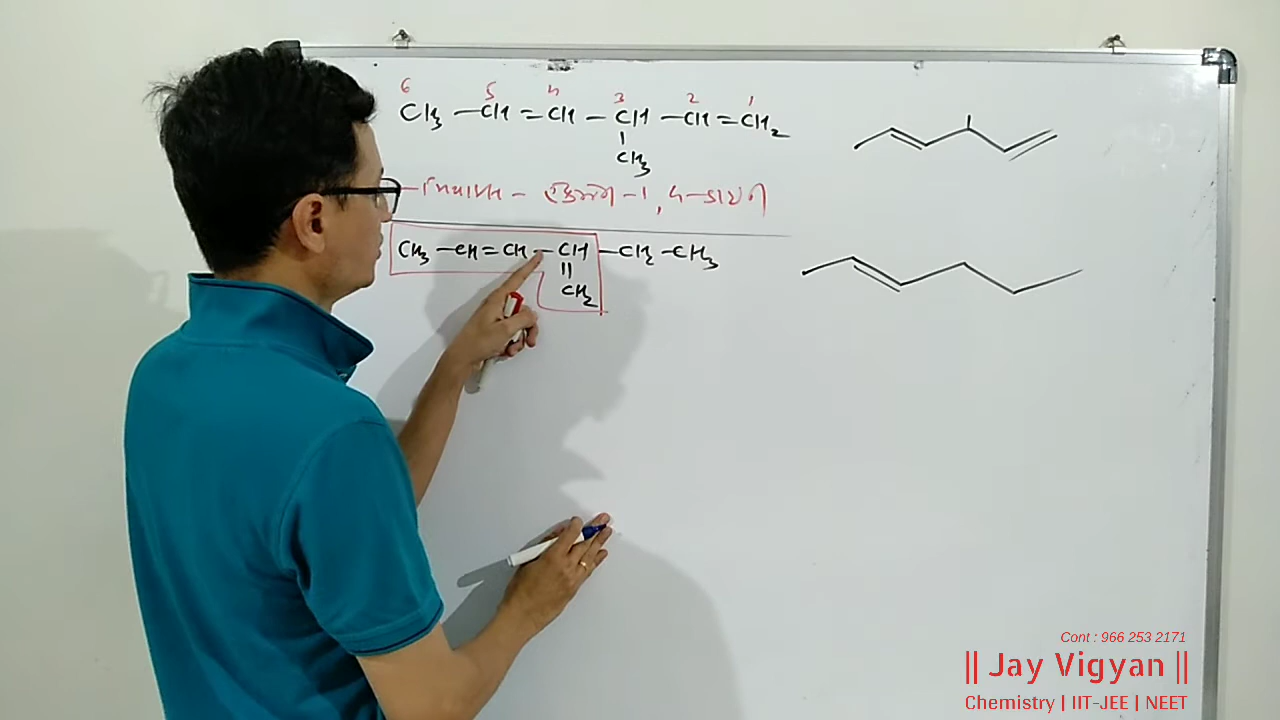 6 5 4 3 2 1
CH₃ — CH = CH — CH — CH = CH₂
|
CH₃
CH₃ — CH = CH — CH — CH₂ — CH₃
||
CH₂
Cont : 966 253 2171
|| Jay Vigyan ||
Chemistry | IIT-JEE | NEET